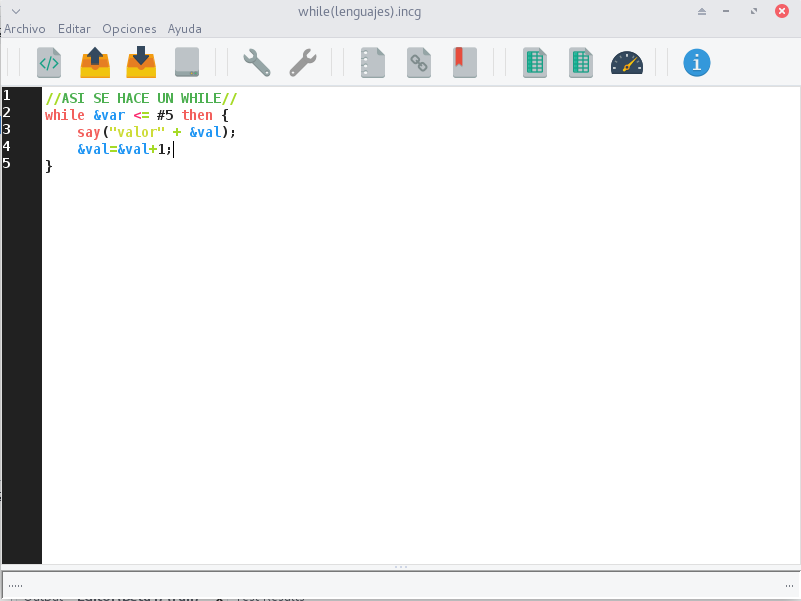 while(lenguajes).incg
Archivo Editar Opciones Ayuda
1 //ASI SE HACE UN WHILE//
2 while &var <= #5 then {
3 say("valor" + &val);
4 &val=&val+1;
5 }
.....
...